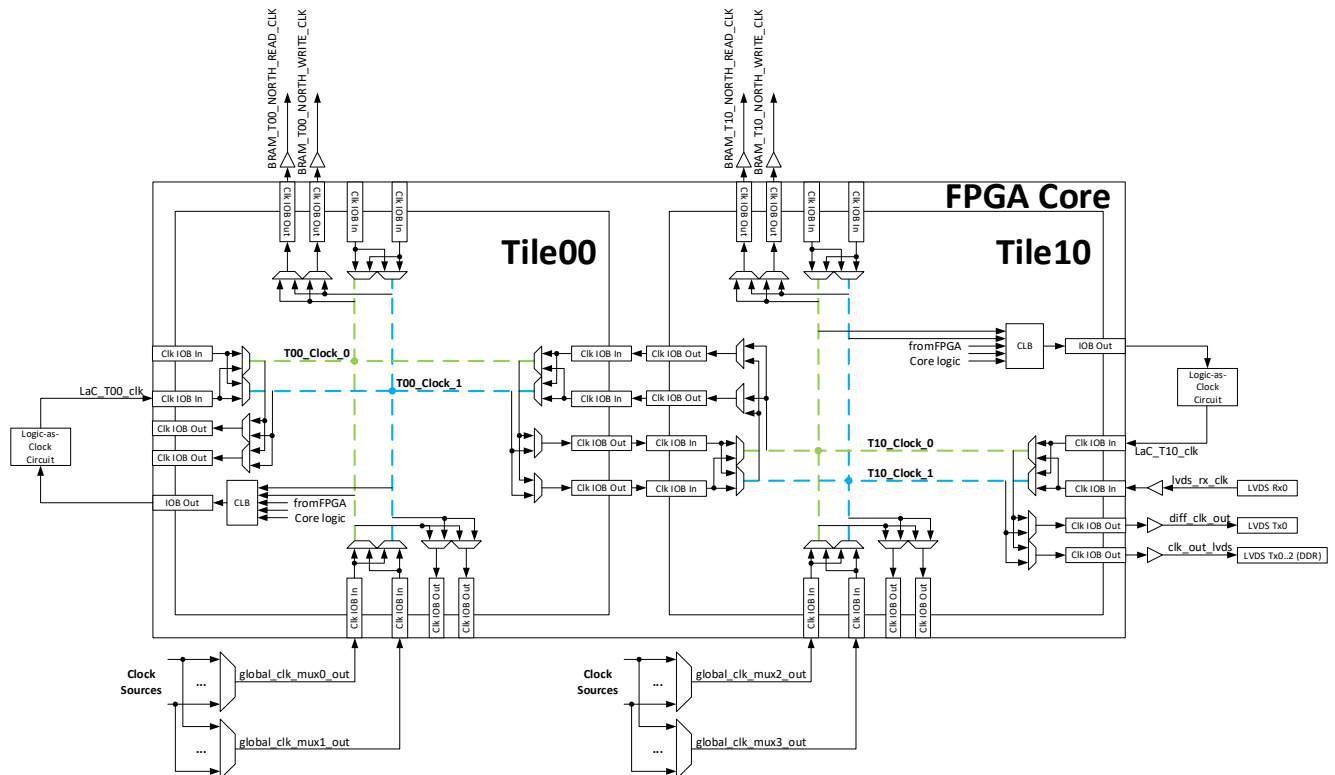 BRAM_T00_NORTH_READ_CLK
BRAM_T00_NORTH_WRITE_CLK
BRAM_T10_NORTH_READ_CLK
BRAM_T10_NORTH_WRITE_CLK
FPGA Core
Clk IOB Out
Clk IOB Out
Clk IOB In
Clk IOB In
Clk IOB Out
Clk IOB Out
Clk IOB In
Clk IOB In
Tile00
Tile10
Clk IOB In
T00_Clock_0
Clk IOB In
Clk IOB Out
fromFPGA
Core logic
CLB
IOB Out
Logic-as-
Clock
Circuit
LaC_T00_clk
Clk IOB In
T00_Clock_1
Clk IOB In
Clk IOB Out
Logic-as-
Clock
Circuit
Clk IOB Out
Clk IOB Out
Clk IOB Out
Clk IOB In
T10_Clock_0
Clk IOB In
LaC_T10_clk
Clk IOB Out
Clk IOB In
T10_Clock_1
Clk IOB In
lvds_rx_clk
LVDS Rx0
IOB Out
CLB
fromFPGA
Core logic
Clk IOB Out
diff_clk_out
LVDS Tx0
Clk IOB Out
clk_out_lvds
LVDS Tx0..2 (DDR)
Clk IOB In
Clk IOB In
Clk IOB Out
Clk IOB Out
Clk IOB In
Clk IOB In
Clk IOB Out
Clk IOB Out
Clock
Sources
...
global_clk_mux0_out
...
global_clk_mux1_out
Clock
Sources
...
global_clk_mux2_out
...
global_clk_mux3_out